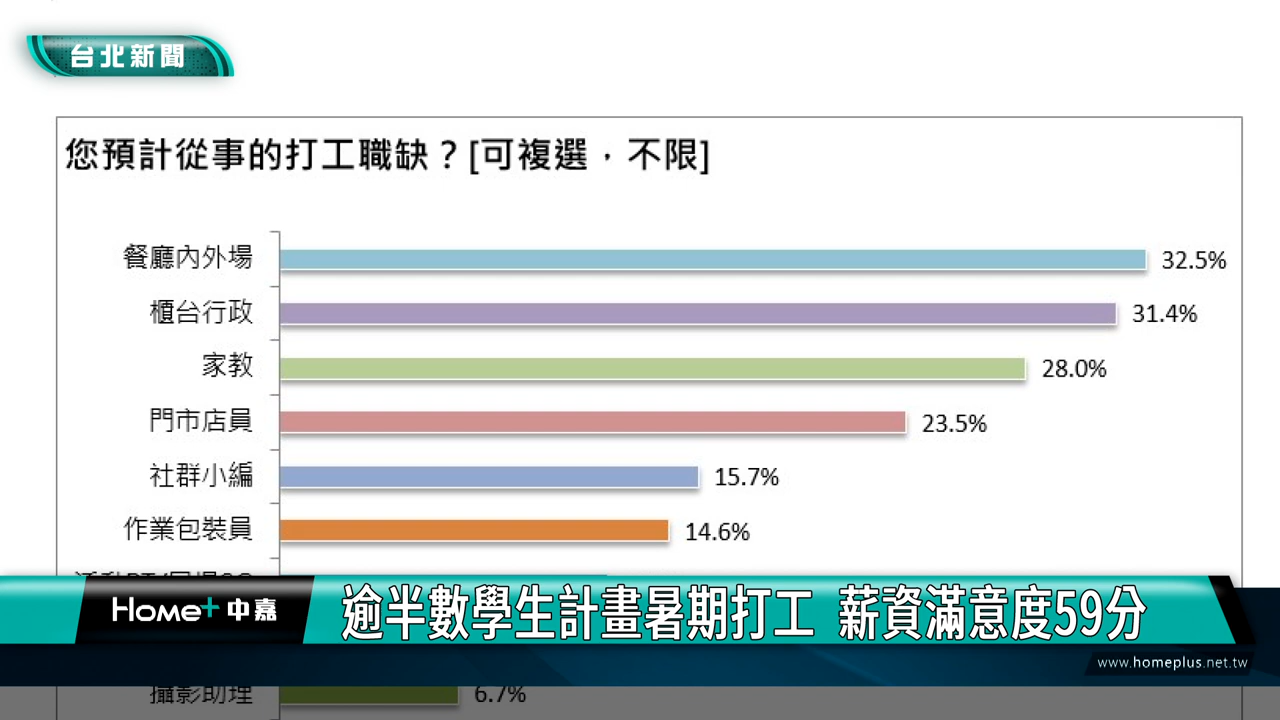 台北新聞
您預計從事的打工職缺？[可複選，不限]
餐廳內外場 32.5%
櫃台行政 31.4%
家教 28.0%
門市店員 23.5%
社群小編 15.7%
作業包裝員 14.6%
Home+中嘉 逾半數學生計畫暑期打工 薪資滿意度59分
www.homeplus.net.tw
攝影助理 6.7%